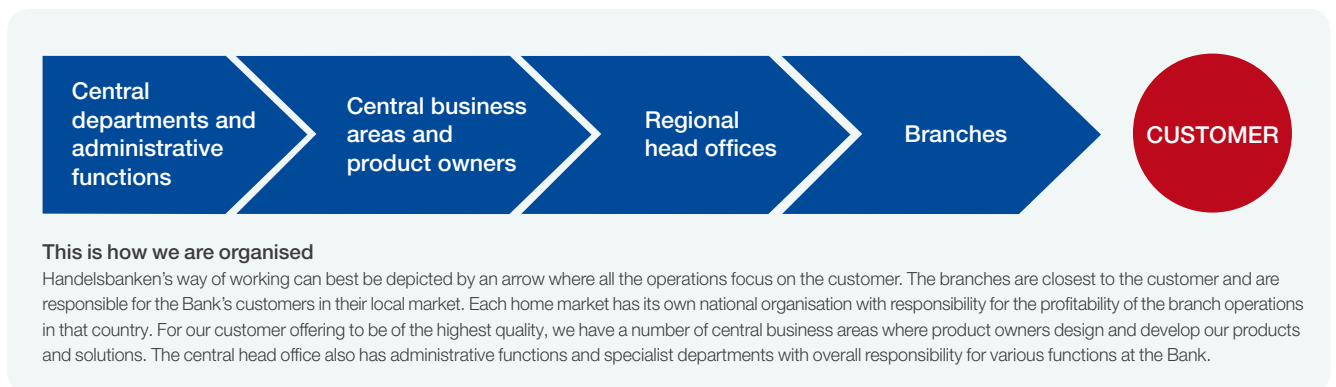 Central
departments and
administrative
functions
Central business
areas and
product owners
Regional
head offices
Branches
CUSTOMER
This is how we are organised
Handelsbanken’s way of working can best be depicted by an arrow where all the operations focus on the customer. The branches are closest to the customer and are
responsible for the Bank’s customers in their local market. Each home market has its own national organisation with responsibility for the profitability of the branch operations
in that country. For our customer offering to be of the highest quality, we have a number of central business areas where product owners design and develop our products
and solutions. The central head office also has administrative functions and specialist departments with overall responsibility for various functions at the Bank.